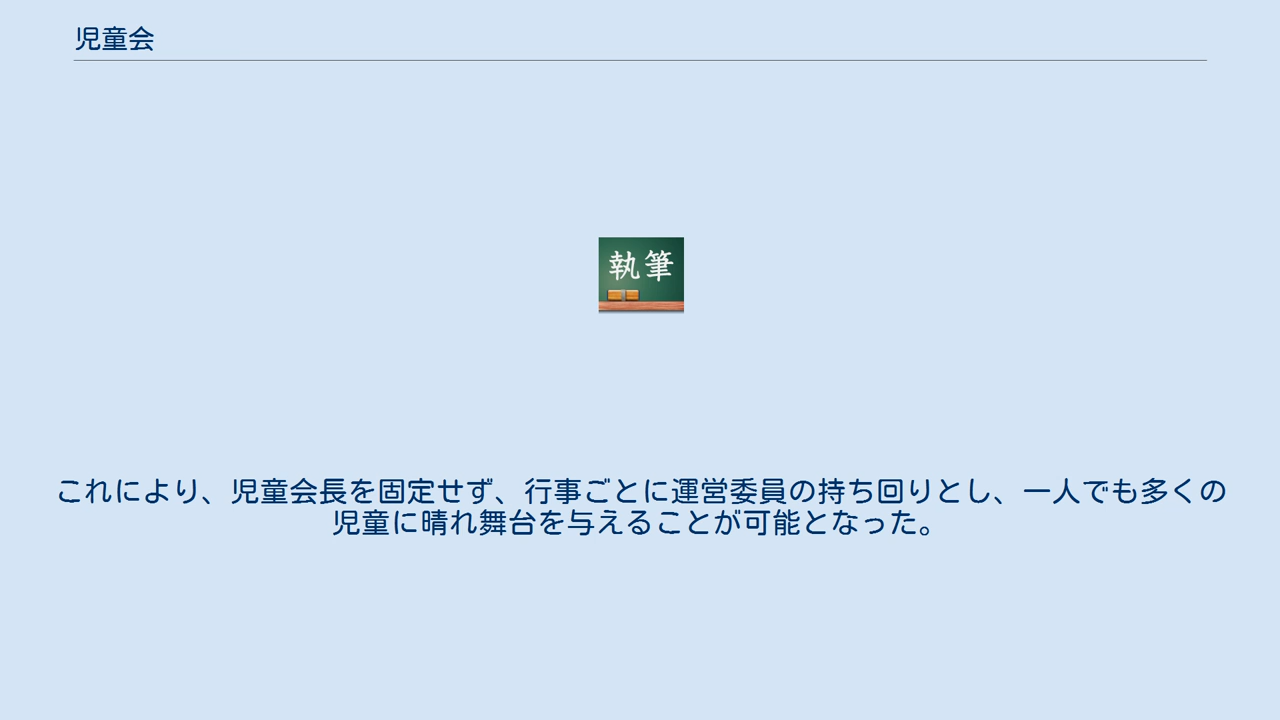 児童会
執筆
これにより、児童会長を固定せず、行事ごとに運営委員の持ち回りとし、一人でも多くの
児童に晴れ舞台を与えることが可能となった。